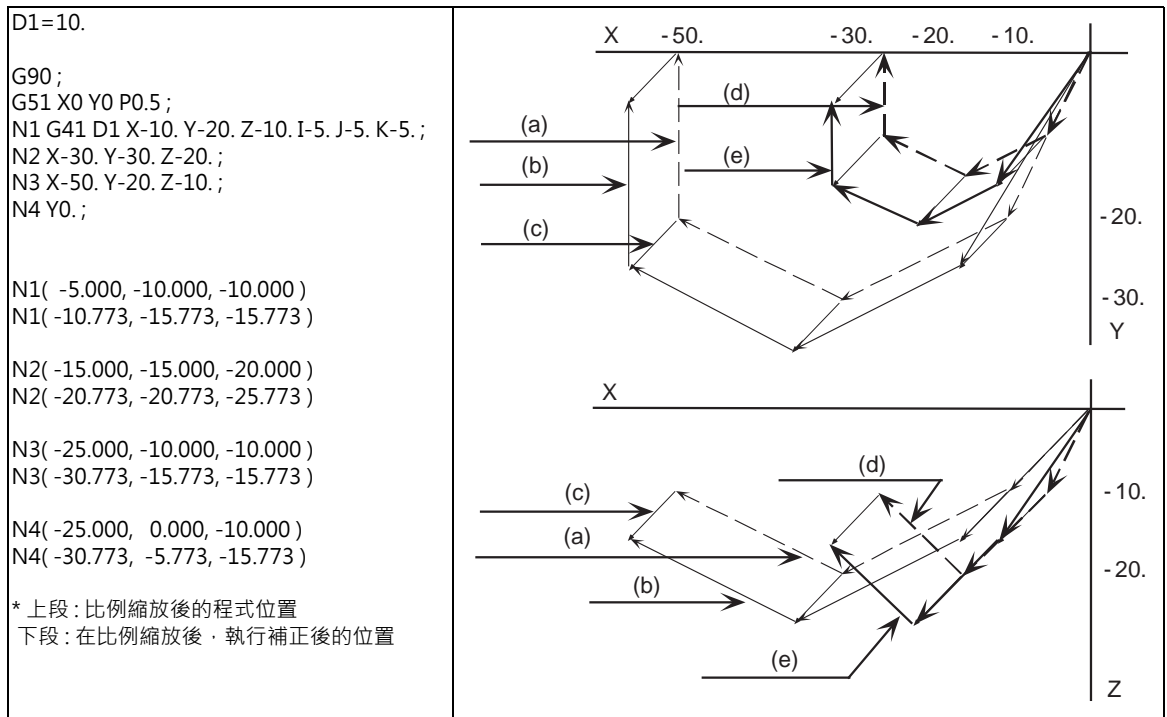 D1=10.
G90 ;
G51 X0 Y0 P0.5 ;
N1 G41 D1 X-10. Y-20. Z-10. I-5. J-5. K-5. ;
N2 X-30. Y-30. Z-20. ;
N3 X-50. Y-20. Z-10. ;
N4 Y0. ;
N1( -5.000, -10.000, -10.000 )
N1( -10.773, -15.773, -15.773 )
N2( -15.000, -15.000, -20.000 )
N2( -20.773, -20.773, -25.773 )
N3( -25.000, -10.000, -10.000 )
N3( -30.773, -15.773, -15.773 )
N4( -25.000, 0.000, -10.000 )
N4( -30.773, -5.773, -15.773 )
* 上段 : 比例縮放後的程式位置
下段 : 在比例縮放後，執行補正後的位置
X -50. -30. -20. -10.
(d)
(a)
(b)
(e)
(c)
-20.
-30.
Y
X
(d)
(c)
-10.
(a)
-20.
(b)
(e)
Z